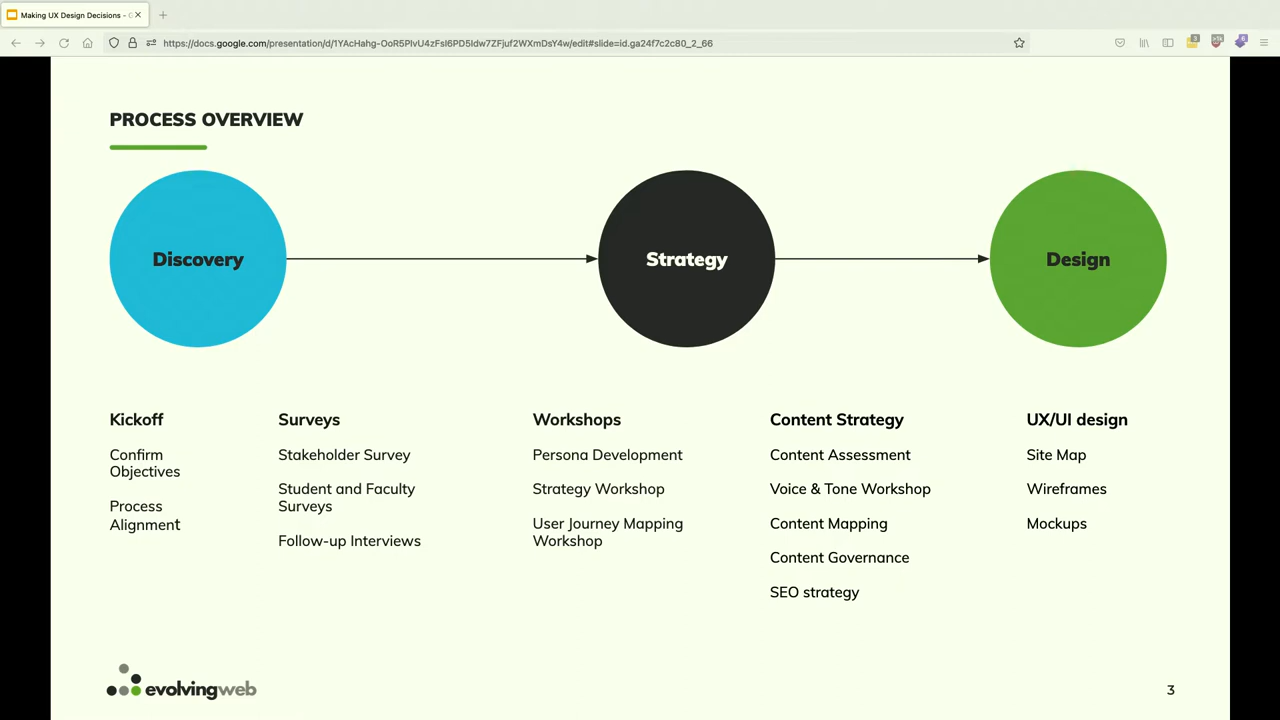 Making UX Design Decisions -
https://docs.google.com/presentation/d/1YAcHahg-OoR5PIvU4zFsI6PD5Idw7ZFjuf2WXmDsY4w/edit#slide=id.ga24f7c2c80_2_66
PROCESS OVERVIEW
Discovery
Strategy
Design
Kickoff
Confirm
Objectives
Process
Alignment
Surveys
Stakeholder Survey
Student and Faculty
Surveys
Follow-up Interviews
Workshops
Persona Development
Strategy Workshop
User Journey Mapping
Workshop
Content Strategy
Content Assessment
Voice & Tone Workshop
Content Mapping
Content Governance
SEO strategy
UX/UI design
Site Map
Wireframes
Mockups
evolvingweb
3